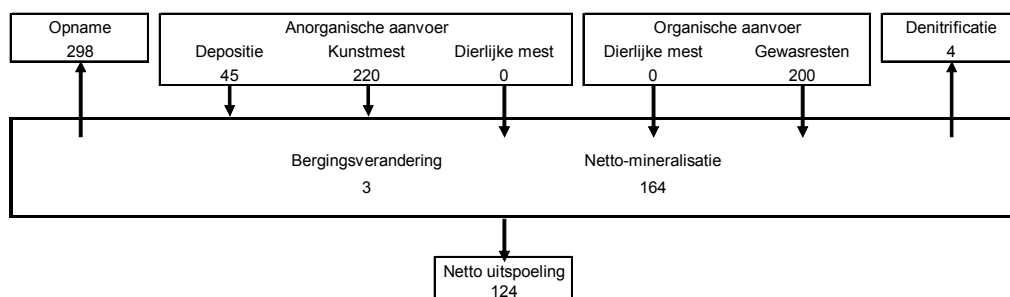 Opname
298
Anorganische aanvoer
Depositie Kunstmest Dierlijke mest
45 220 0
Organische aanvoer
Dierlijke mest Gewasresten
0 200
Denitrificatie
4
Bergingsverandering Netto-mineralisatie
3 164
Netto uitspoeling
124